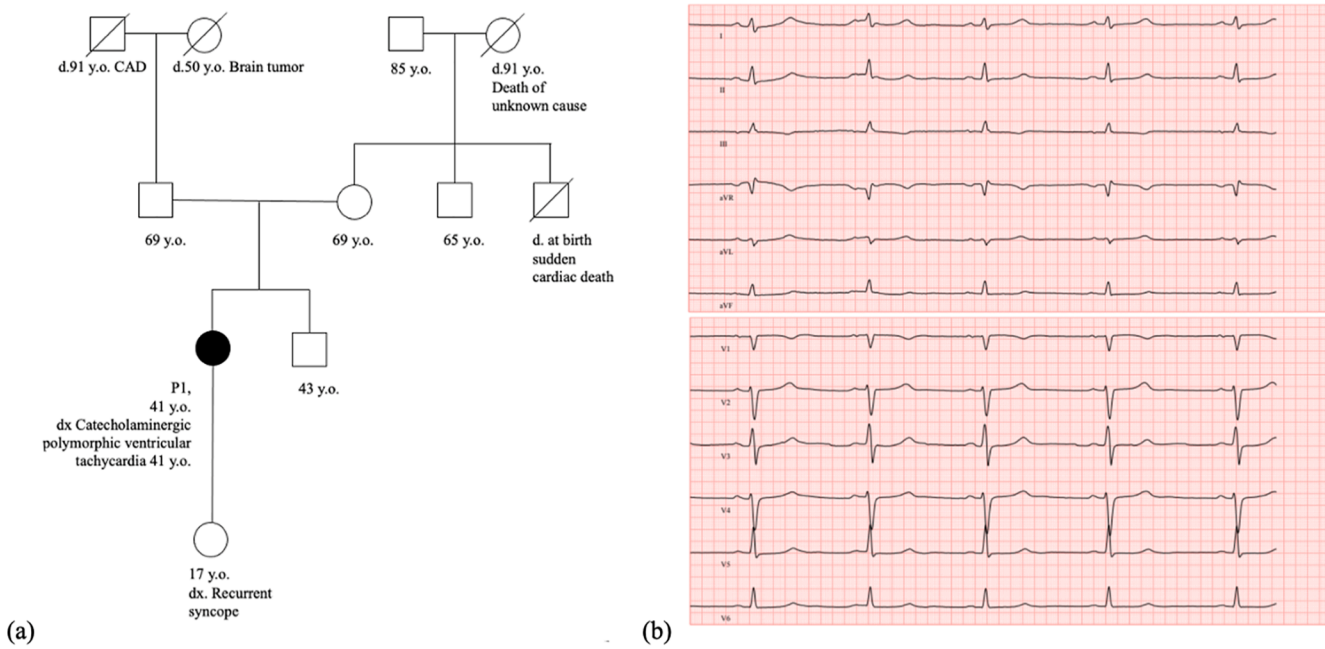 d.91 y.o. CAD
d.50 y.o. Brain tumor
85 y.o.
d.91 y.o.
Death of
unknown cause
69 y.o.
69 y.o.
65 y.o.
d. at birth
sudden
cardiac death
P1,
41 y.o.
dx Catecholaminergic
polymorphic ventricular
tachycardia 41 y.o.
43 y.o.
17 y.o.
dx. Recurrent
syncope
(a)
I
II
III
aVR
aVL
aVF
V1
V2
V3
V4
V5
V6
(b)